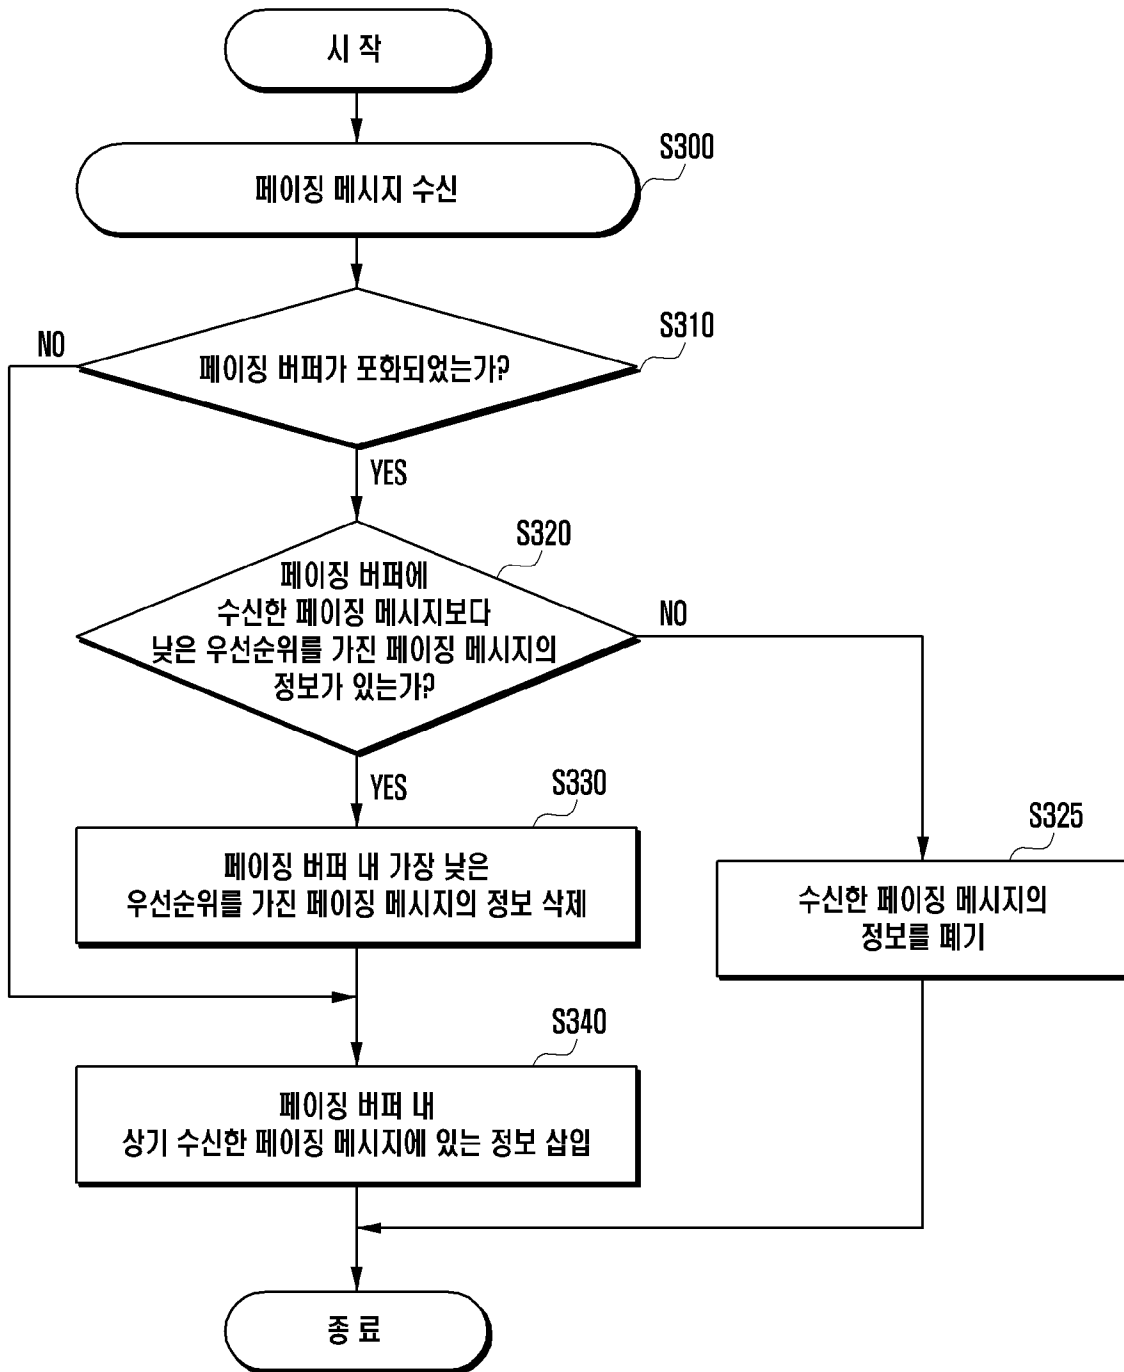 시 작
S300
페이징 메시지 수신
S310
NO
페이징 버퍼가 포화되었는가?
YES
S320
페이징 버퍼에
수신한 페이징 메시지보다
낮은 우선순위를 가진 페이징 메시지의
정보가 있는가?
NO
YES
S330
페이징 버퍼 내 가장 낮은
우선순위를 가진 페이징 메시지의 정보 삭제
S325
수신한 페이징 메시지의
정보를 폐기
S340
페이징 버퍼 내
상기 수신한 페이징 메시지에 있는 정보 삽입
종 료